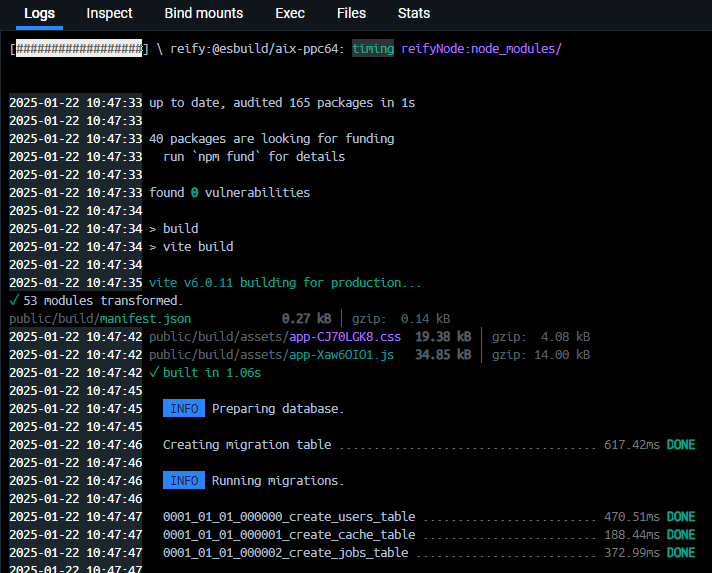 Logs Inspect Bind mounts Exec Files Stats
[##################] \ reify:@esbuild/aix-ppc64: timing reifyNode:node_modules/
2025-01-22 10:47:33 up to date, audited 165 packages in 1s
2025-01-22 10:47:33
2025-01-22 10:47:33 40 packages are looking for funding
2025-01-22 10:47:33   run `npm fund` for details
2025-01-22 10:47:33
2025-01-22 10:47:33 found 0 vulnerabilities
2025-01-22 10:47:34
2025-01-22 10:47:34 > build
2025-01-22 10:47:34 > vite build
2025-01-22 10:47:34
2025-01-22 10:47:35 vite v6.0.11 building for production...
✓ 53 modules transformed.
public/build/manifest.json             0.27 kB │ gzip:  0.14 kB
2025-01-22 10:47:42 public/build/assets/app-CJ70LGK8.css  19.38 kB │ gzip:  4.08 kB
2025-01-22 10:47:42 public/build/assets/app-Xaw6OIO1.js   34.85 kB │ gzip: 14.00 kB
2025-01-22 10:47:42 ✓ built in 1.06s
2025-01-22 10:47:45
2025-01-22 10:47:45   INFO  Preparing database.
2025-01-22 10:47:45
2025-01-22 10:47:46   Creating migration table ..................................... 617.42ms DONE
2025-01-22 10:47:46
2025-01-22 10:47:46   INFO  Running migrations.
2025-01-22 10:47:46
2025-01-22 10:47:47   0001_01_01_000000_create_users_table ......................... 470.51ms DONE
2025-01-22 10:47:47   0001_01_01_000001_create_cache_table ......................... 188.44ms DONE
2025-01-22 10:47:47   0001_01_01_000002_create_jobs_table .......................... 372.99ms DONE
2025-01-22 10:47:47